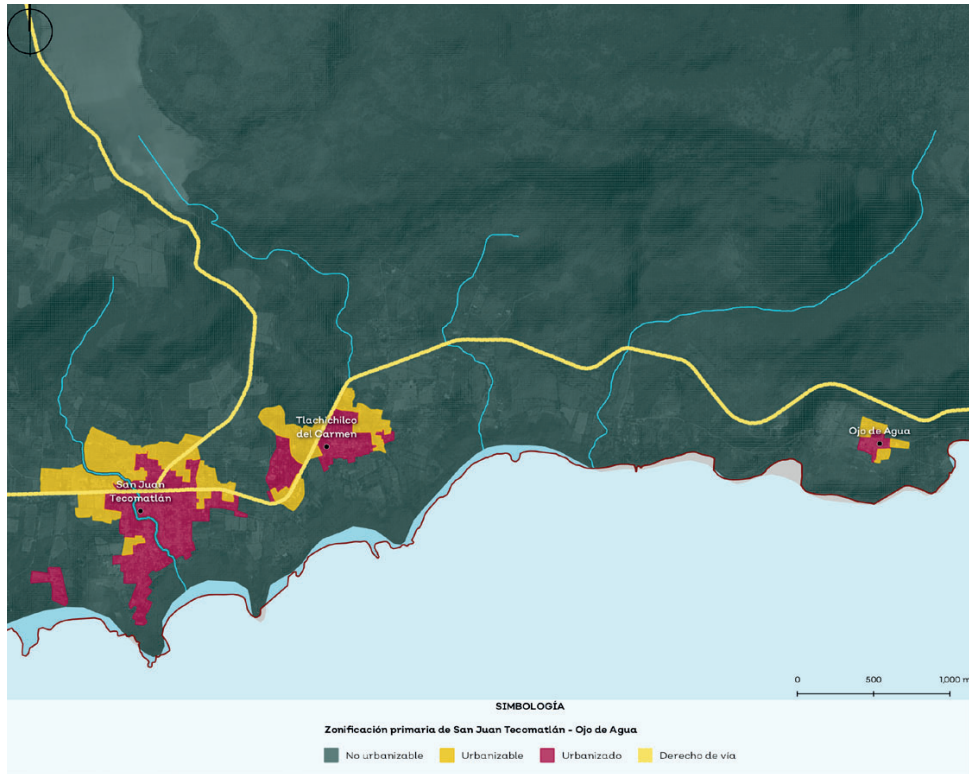 Tlachichilco
del Carmen
Ojo de Agua
San Juan
Tecomatlán
0 500 1,000 m
SIMBOLOGÍA
Zonificación primaria de San Juan Tecomatlán - Ojo de Agua
No urbanizable Urbanizable Urbanizado Derecho de vía